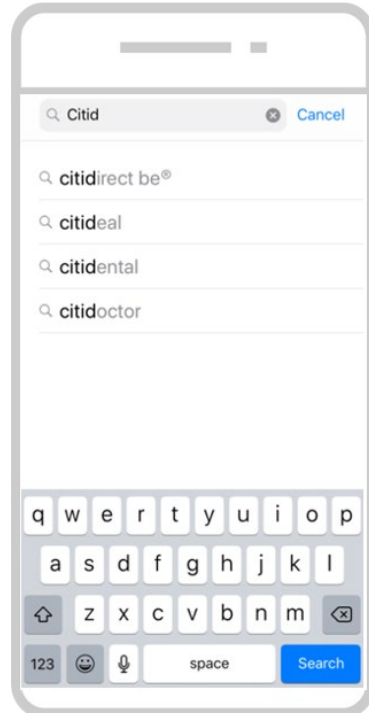 Citid Cancel
citidirect be®
citideal
citidental
citidoctor
q w e r t y u i o p
a s d f g h j k l
z x c v b n m
123 space Search